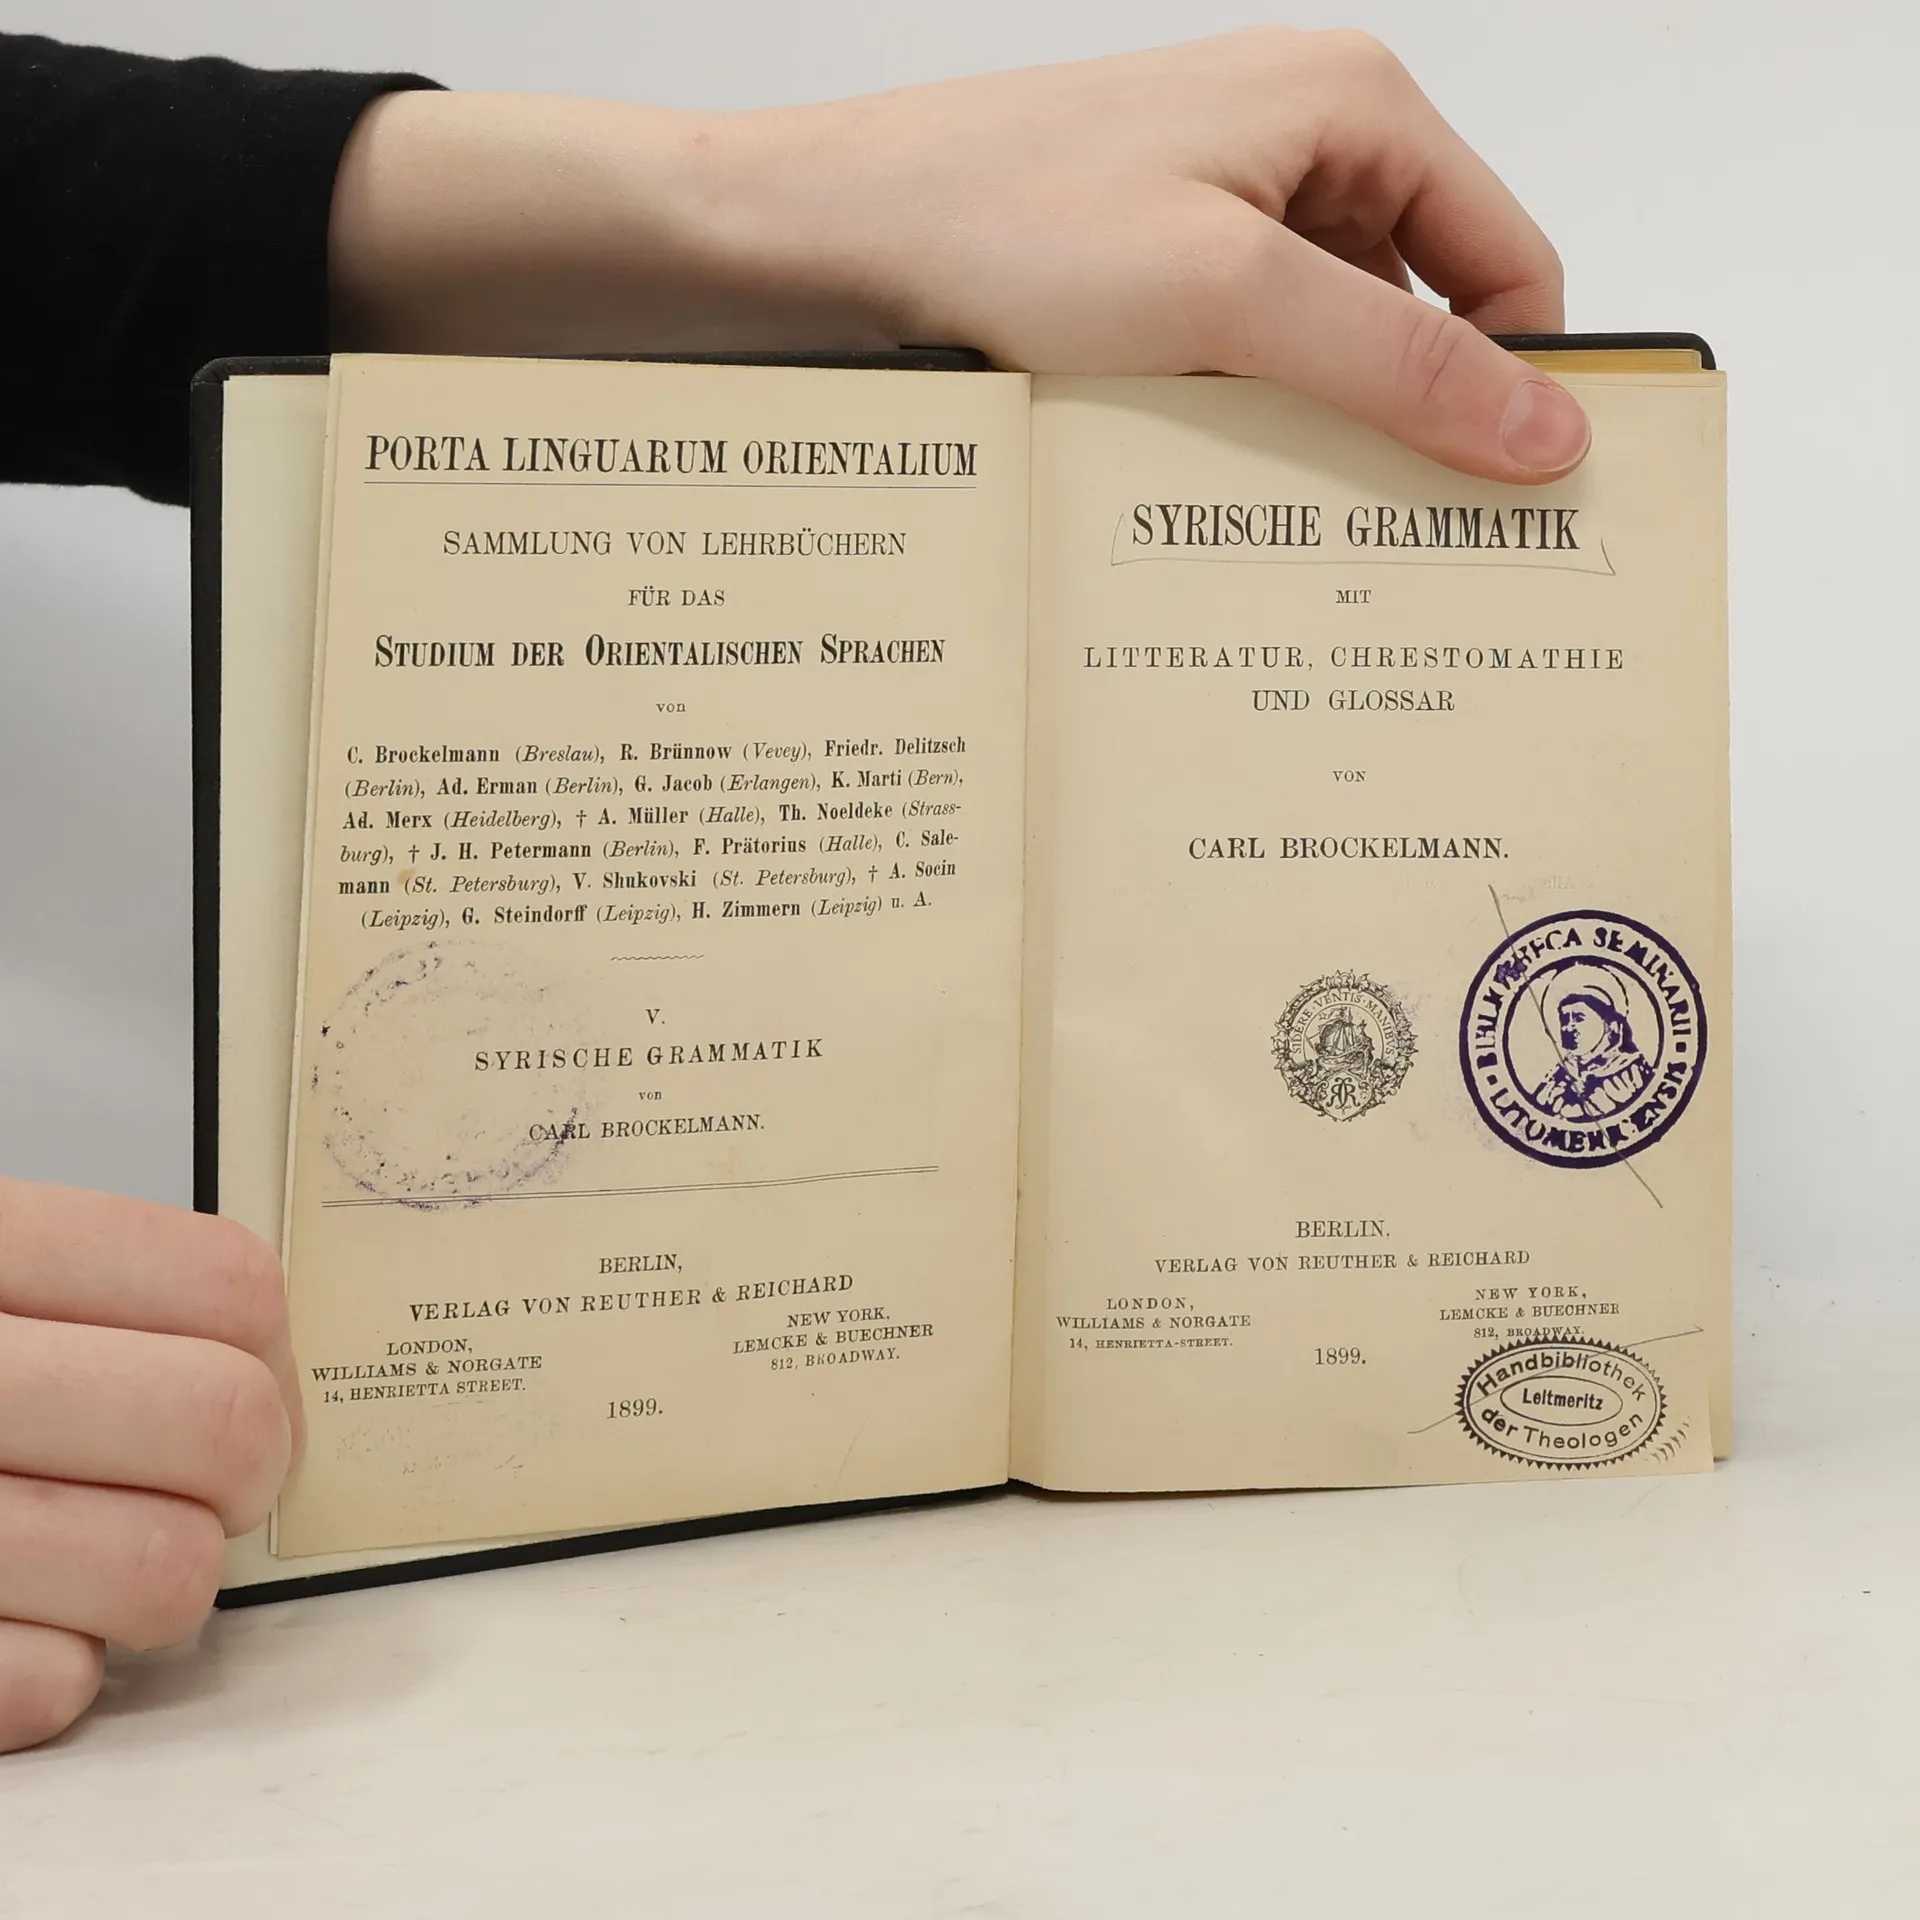 PORTA LINGUARUM ORIENTALIUM
SAMMLUNG VON LEHRBÜCHERN
FÜR DAS
STUDIUM DER ORIENTALISCHEN SPRACHEN
von
C. Brockelmann (Breslau), R. Brünnow (Vevey), Friedr. Delitzsch
(Berlin), Ad. Erman (Berlin), G. Jacob (Erlangen), K. Marti (Bern),
Ad. Merx (Heidelberg), † A. Müller (Halle), Th. Noeldeke (Strass-
burg), † J. H. Petermann (Berlin), F. Prätorius (Halle), C. Sale-
mann (St. Petersburg), V. Shukovski (St. Petersburg), † A. Socin
(Leipzig), G. Steindorff (Leipzig), H. Zimmern (Leipzig) u. A.
V.
SYRISCHE GRAMMATIK
von
CARL BROCKELMANN.
BERLIN,
VERLAG VON REUTHER & REICHARD
LONDON,
WILLIAMS & NORGATE
14, HENRIETTA STREET.
NEW YORK,
LEMCKE & BUECHNER
812, BROADWAY.
1899.
SYRISCHE GRAMMATIK
MIT
LITTERATUR, CHRESTOMATHIE
UND GLOSSAR
VON
CARL BROCKELMANN.
SIDERE·VENTIS·MANIBVS
BIBLIOTHECA SEMINARII
LITOMERICENSIS
BERLIN,
VERLAG VON REUTHER & REICHARD
LONDON,
WILLIAMS & NORGATE
14, HENRIETTA-STREET.
NEW YORK,
LEMCKE & BUECHNER
812, BROADWAY.
1899.
Handbibliothek
Leitmeritz
der Theologen